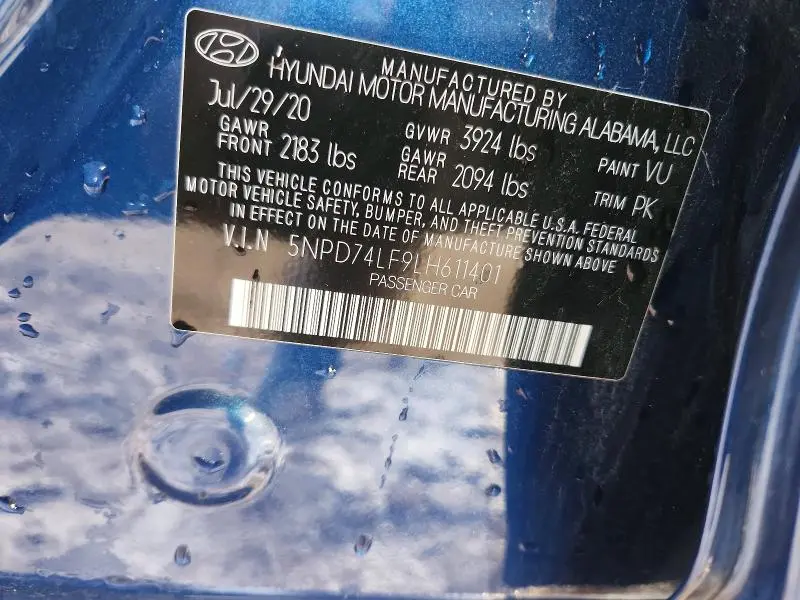 MANUFACTURED BY
HYUNDAI MOTOR MANUFACTURING ALABAMA, LLC
Jul/29/20
GVWR 3924 lbs
PAINT VU
GAWR FRONT 2183 lbs
GAWR REAR 2094 lbs
TRIM PK
THIS VEHICLE CONFORMS TO ALL APPLICABLE U.S.A. FEDERAL
MOTOR VEHICLE SAFETY, BUMPER, AND THEFT PREVENTION STANDARDS
IN EFFECT ON THE DATE OF MANUFACTURE SHOWN ABOVE
V.I.N 5NPD74LF9LH611401
PASSENGER CAR